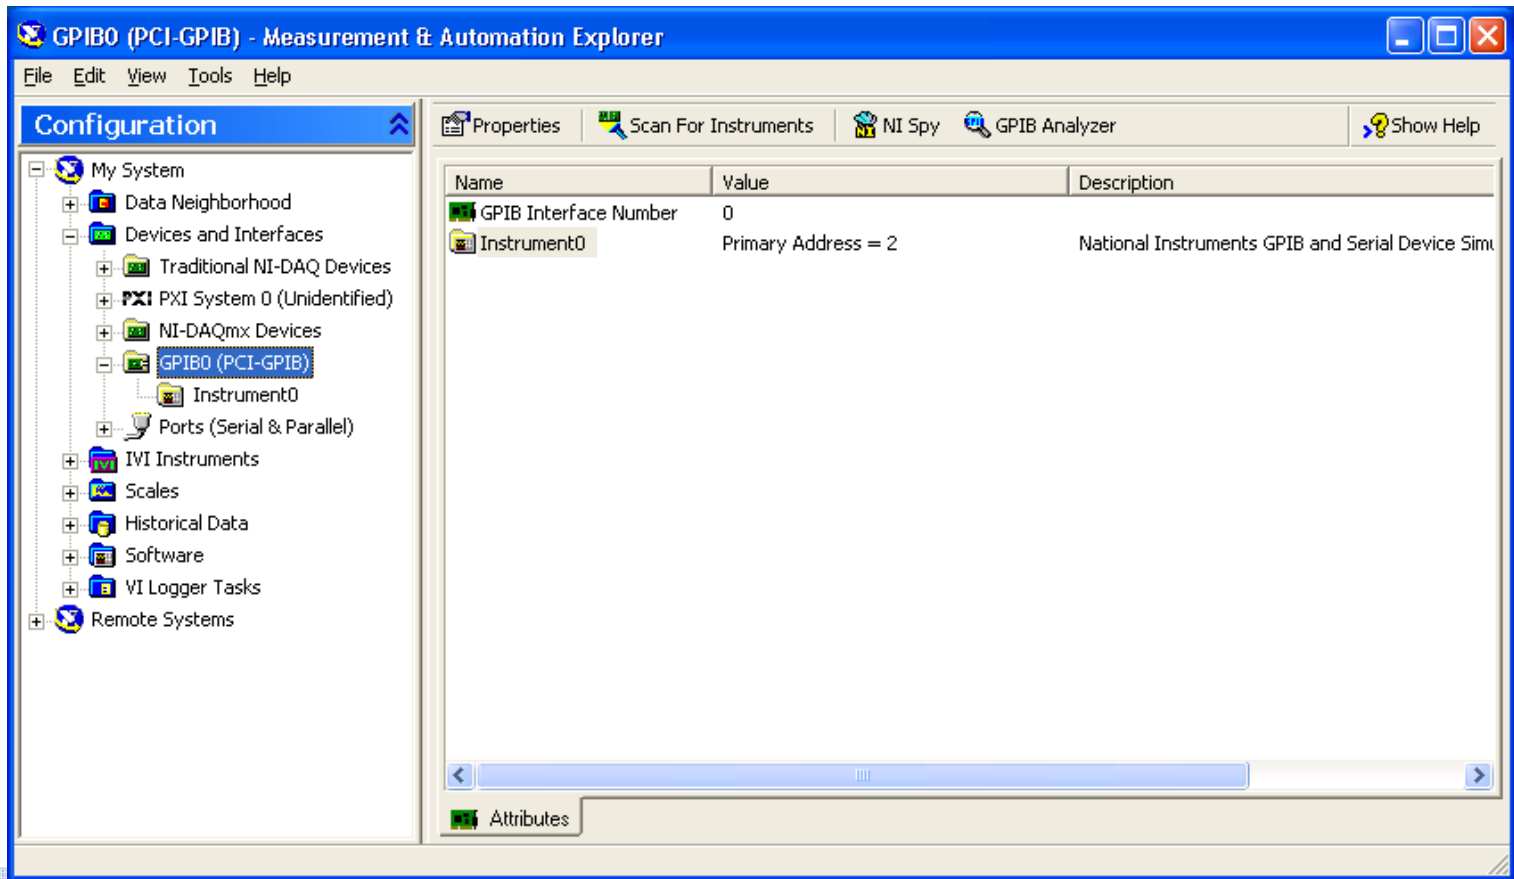 GPIB0 (PCI-GPIB) - Measurement & Automation Explorer
File Edit View Tools Help
Configuration
Properties Scan For Instruments NI Spy GPIB Analyzer Show Help
My System
Data Neighborhood
Devices and Interfaces
Traditional NI-DAQ Devices
PXI PXI System 0 (Unidentified)
NI-DAQmx Devices
GPIB0 (PCI-GPIB)
Instrument0
Ports (Serial & Parallel)
IVI IVI Instruments
Scales
Historical Data
Software
VI Logger Tasks
Remote Systems
Name Value Description
GPIB Interface Number 0
Instrument0 Primary Address = 2 National Instruments GPIB and Serial Device Simu
Attributes